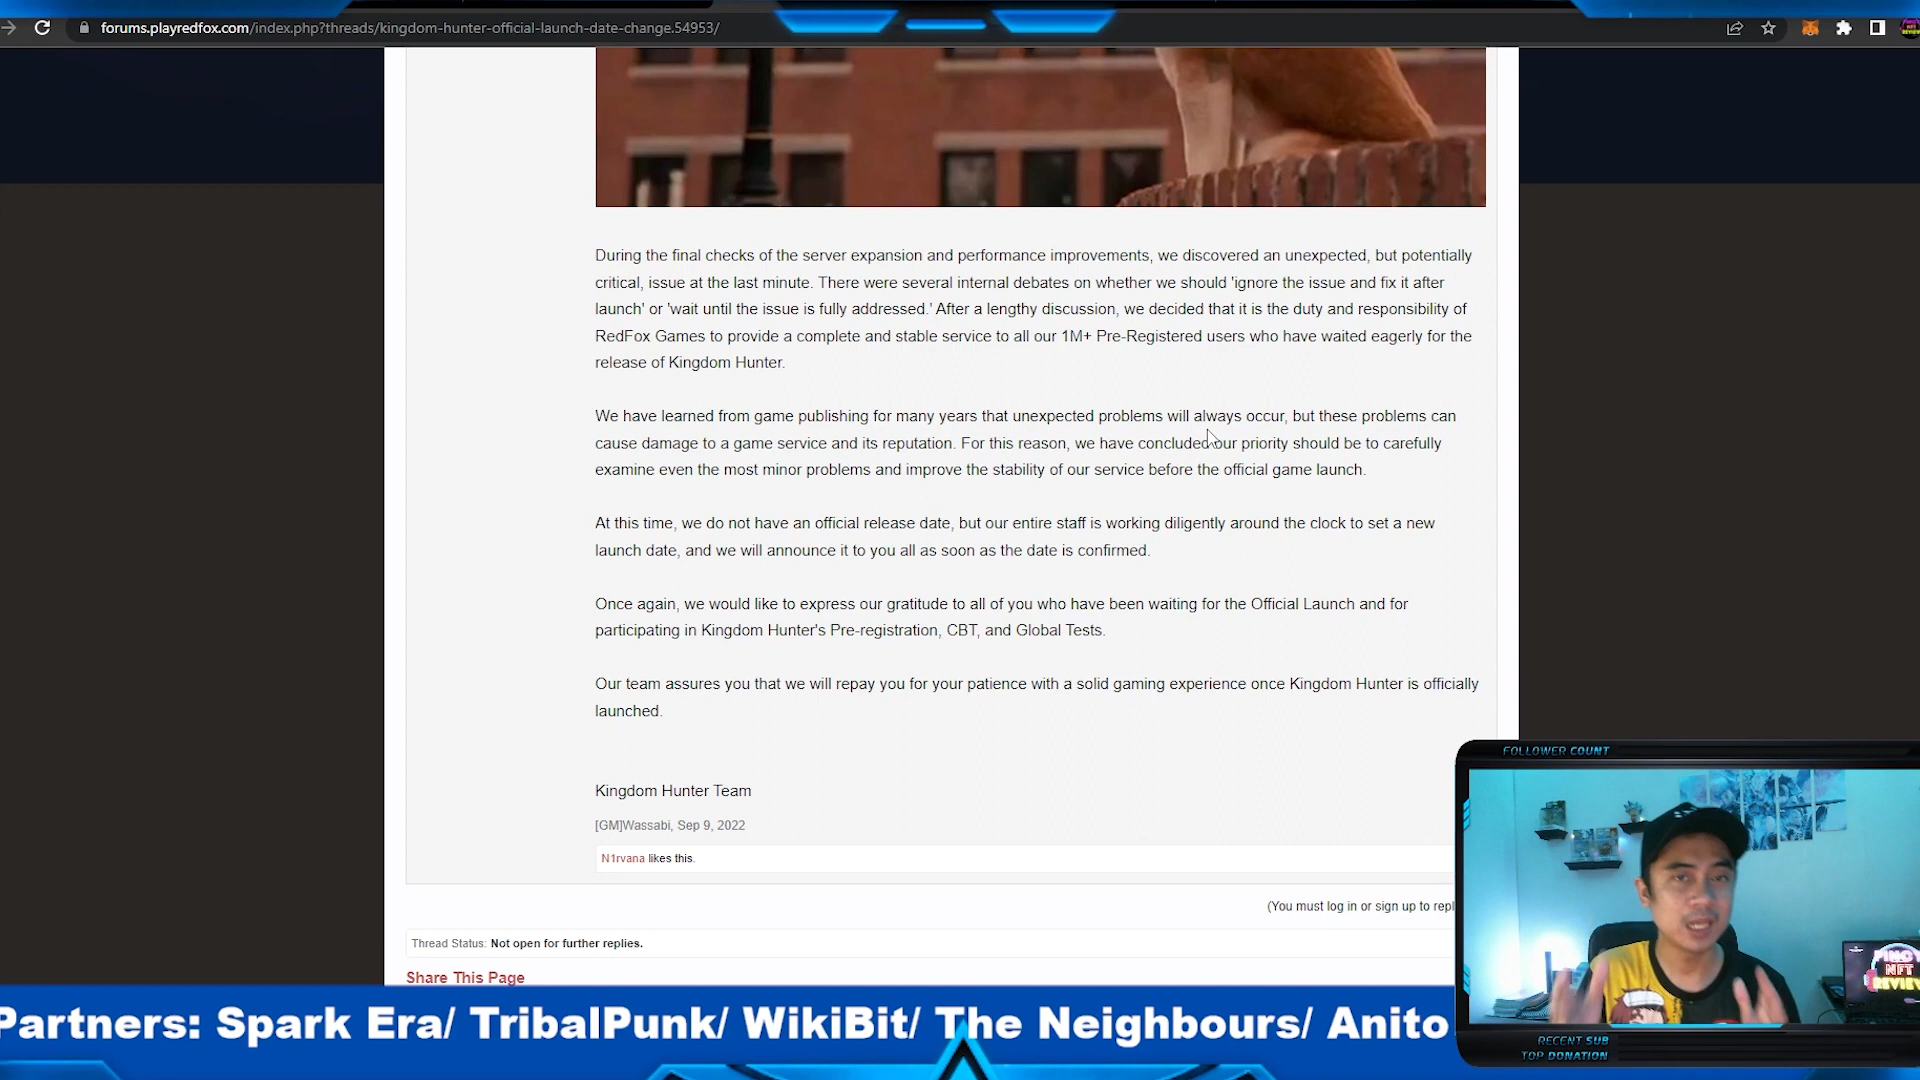 forums.playredfox.com/index.php?threads/kingdom-hunter-official-launch-date-change.54953/
During the final checks of the server expansion and performance improvements, we discovered an unexpected, but potentially
critical, issue at the last minute. There were several internal debates on whether we should 'ignore the issue and fix it after
launch' or 'wait until the issue is fully addressed.' After a lengthy discussion, we decided that it is the duty and responsibility of
RedFox Games to provide a complete and stable service to all our 1M+ Pre-Registered users who have waited eagerly for the
release of Kingdom Hunter.
We have learned from game publishing for many years that unexpected problems will always occur, but these problems can
cause damage to a game service and its reputation. For this reason, we have concluded our priority should be to carefully
examine even the most minor problems and improve the stability of our service before the official game launch.
At this time, we do not have an official release date, but our entire staff is working diligently around the clock to set a new
launch date, and we will announce it to you all as soon as the date is confirmed.
Once again, we would like to express our gratitude to all of you who have been waiting for the Official Launch and for
participating in Kingdom Hunter's Pre-registration, CBT, and Global Tests.
Our team assures you that we will repay you for your patience with a solid gaming experience once Kingdom Hunter is officially
launched.
Kingdom Hunter Team
[GM]Wassabi, Sep 9, 2022
N1rvana likes this.
(You must log in or sign up to repl
Thread Status: Not open for further replies.
Share This Page
FOLLOWER COUNT
PINOY
NFT
REVIEW
RECENT SUB
TOP DONATION
Partners: Spark Era/ TribalPunk/ WikiBit/ The Neighbours/ Anito